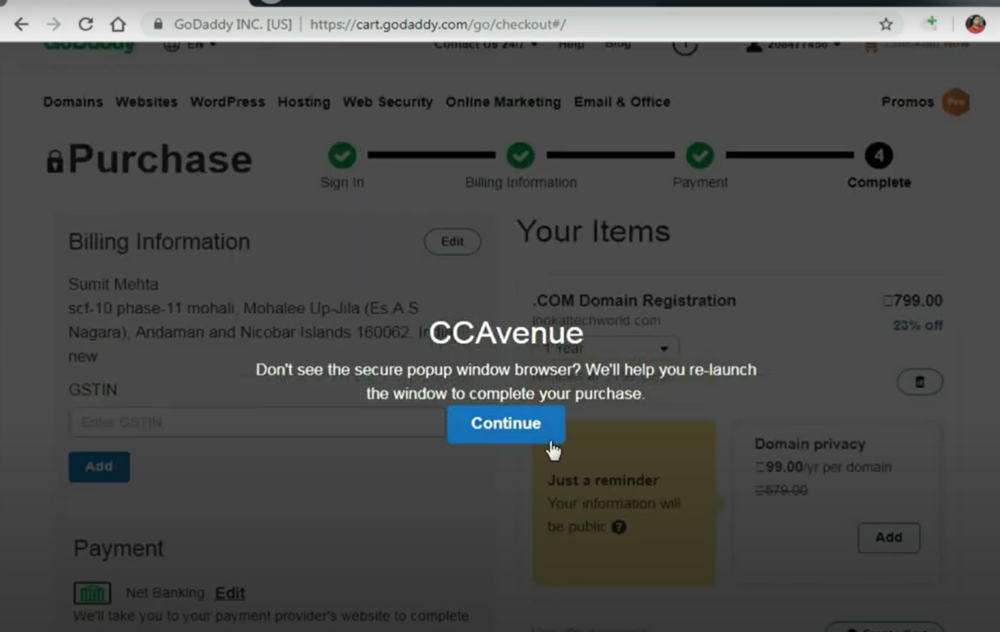 GoDaddy INC. [US] | https://cart.godaddy.com/go/checkout#/
GoDaddy EN Contact Us 24/7 Help Blog 208477450
Domains Websites WordPress Hosting Web Security Online Marketing Email & Office Promos Pro
Purchase
4
Sign In Billing Information Payment Complete
Billing Information Edit
Sumit Mehta
scf-10 phase-11 mohali, Mohalee Up-Jila (Es.A.S
Nagara), Andaman and Nicobar Islands 160062.
new
GSTIN
Enter GSTIN
Add
Payment
Net Banking Edit
We'll take you to your payment provider's website to complete
Your Items
.COM Domain Registration 799.00
lookattechworld.com 23% off
1 Year
CCAvenue
Don't see the secure popup window browser? We'll help you re-launch
the window to complete your purchase.
Continue
Just a reminder
Your information will
be public ?
Domain privacy
99.00/yr per domain
579.00
Add